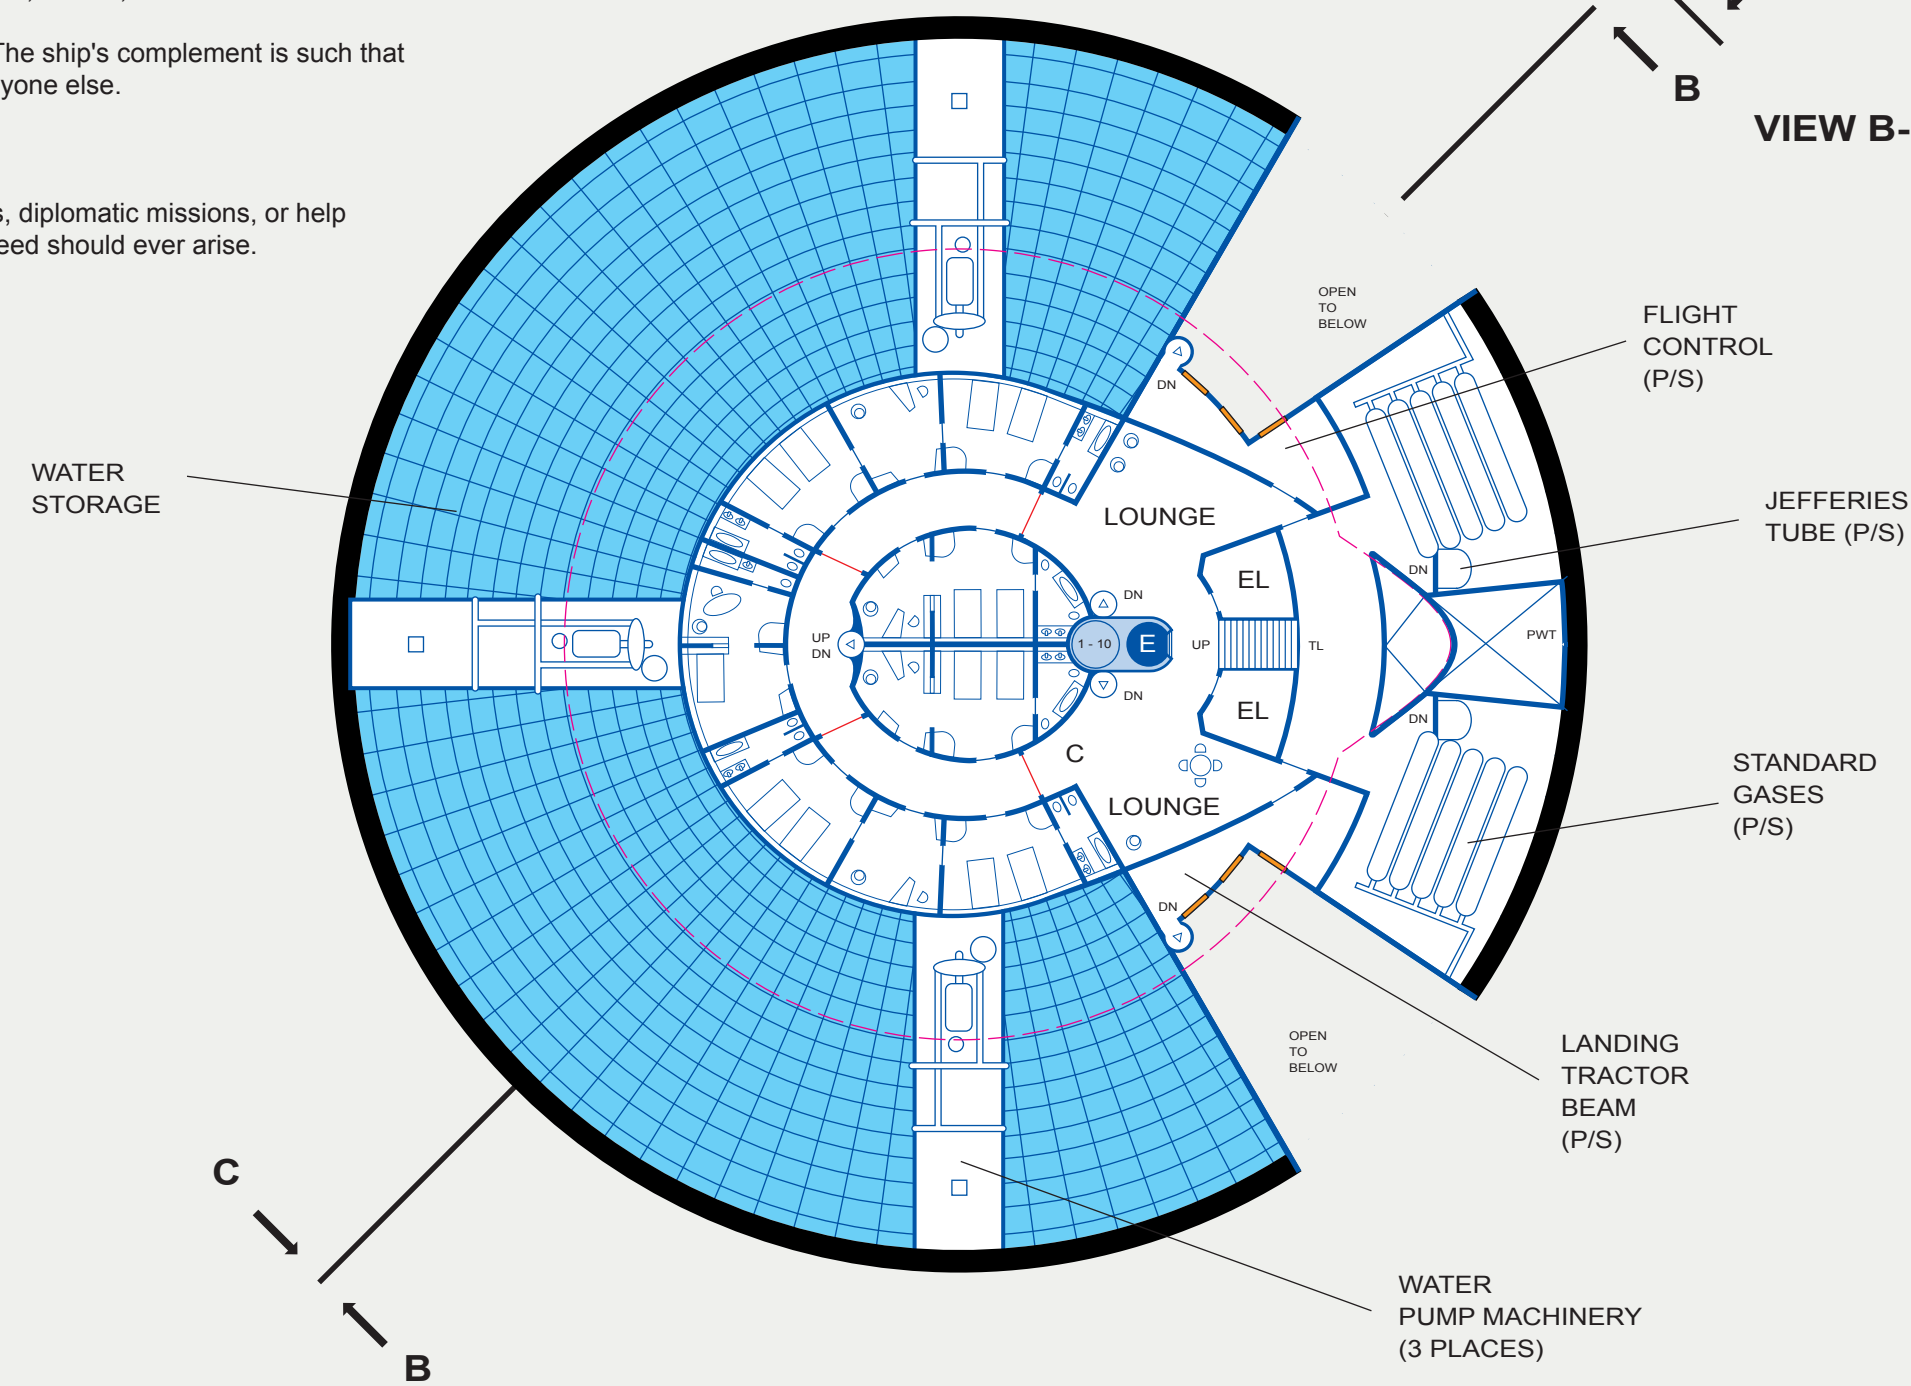 The ship's complement is such that
yone else.
s, diplomatic missions, or help
eed should ever arise.
B
VIEW B-
OPEN
TO
BELOW
FLIGHT
CONTROL
(P/S)
DN
WATER
STORAGE
LOUNGE
JEFFERIES
TUBE (P/S)
EL
DN
DN
UP
DN
1 - 10
E
UP
TL
PWT
DN
EL
DN
C
STANDARD
GASES
(P/S)
LOUNGE
DN
OPEN
TO
BELOW
LANDING
TRACTOR
BEAM
(P/S)
C
WATER
PUMP MACHINERY
(3 PLACES)
B